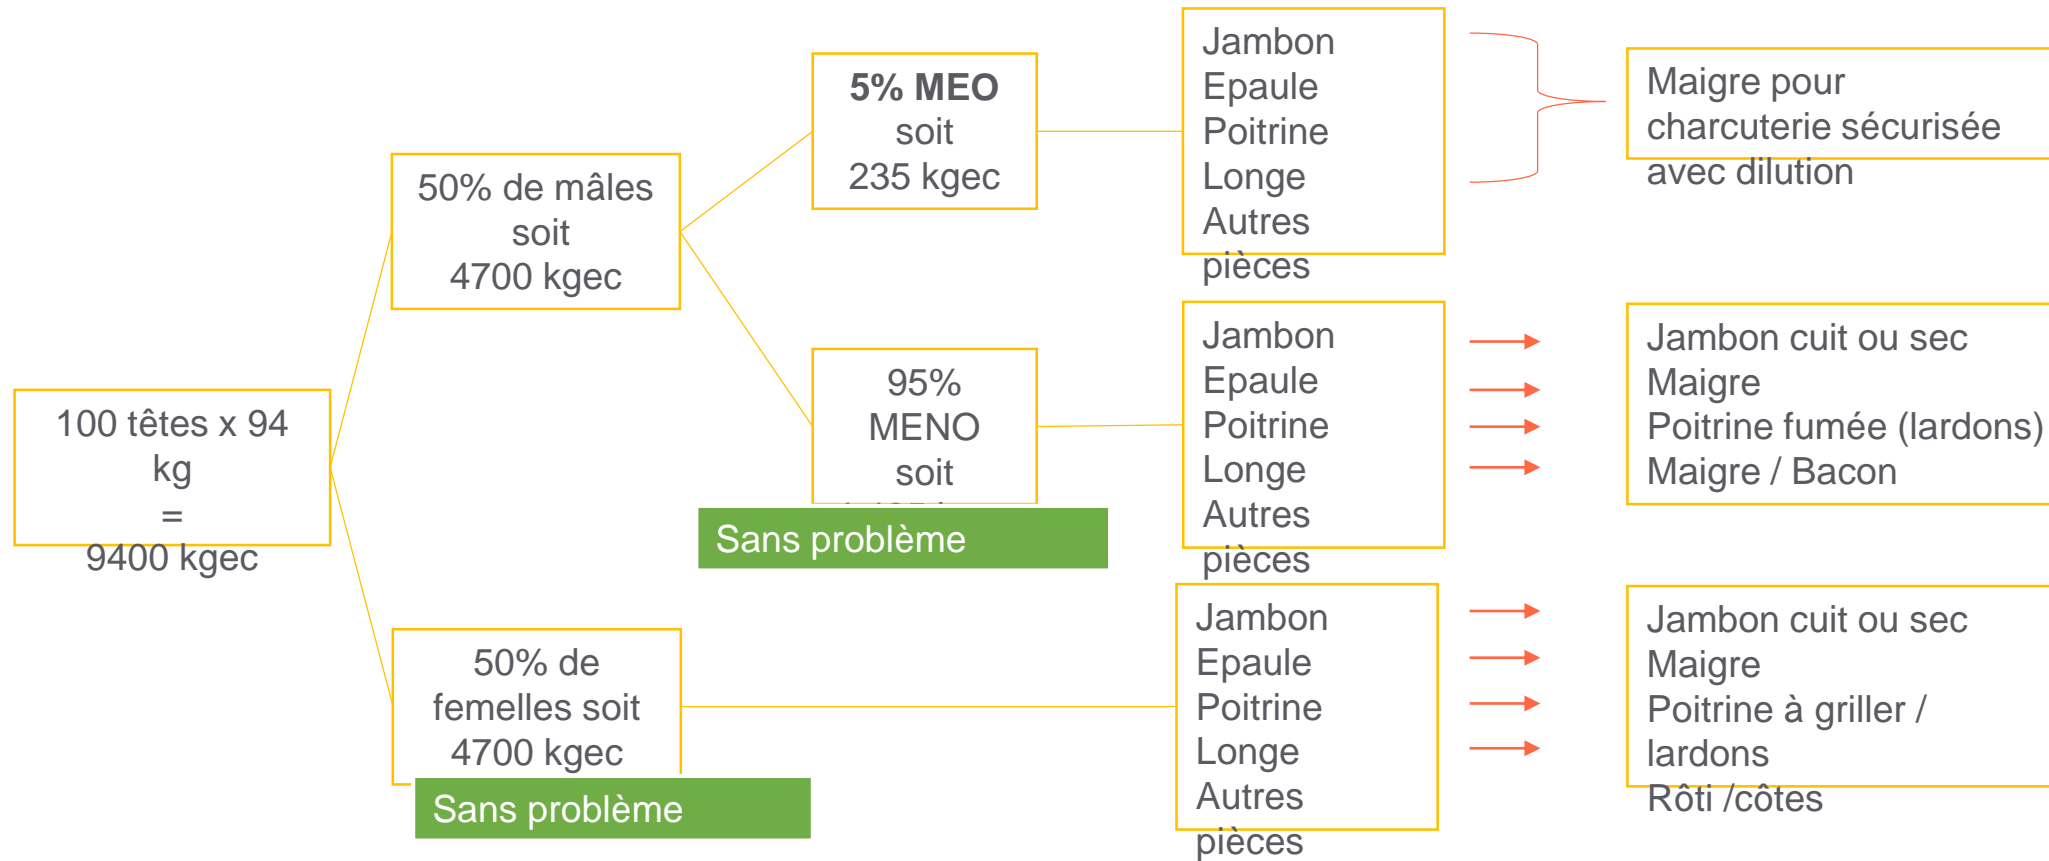 100 têtes x 94
kg
=
9400 kgec
50% de mâles
soit
4700 kgec
50% de
femelles soit
4700 kgec
Sans problème
5% MEO
soit
235 kgec
95%
MENO
soit
Sans problème
Jambon
Epaule
Poitrine
Longe
Autres
pièces
Maigre pour
charcuterie sécurisée
avec dilution
Jambon
Epaule
Poitrine
Longe
Autres
pièces
Jambon cuit ou sec
Maigre
Poitrine fumée (lardons)
Maigre / Bacon
Jambon
Epaule
Poitrine
Longe
Autres
pièces
Jambon cuit ou sec
Maigre
Poitrine à griller /
lardons
Rôti /côtes